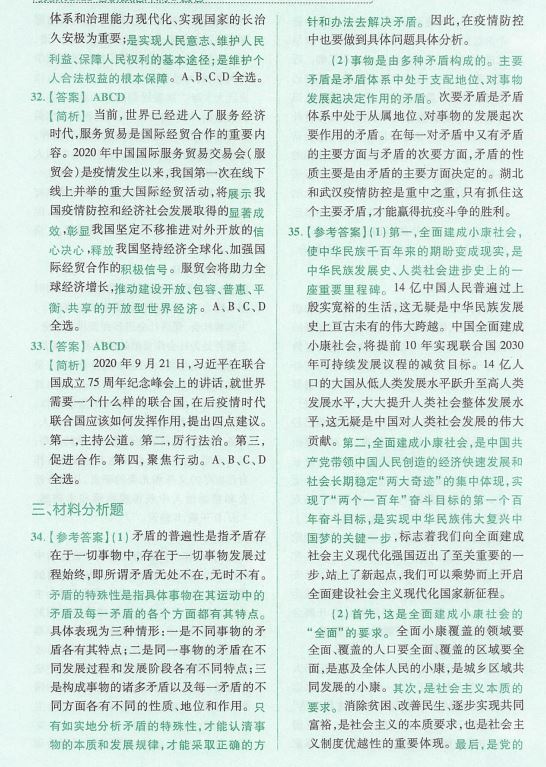 体系和治理能力现代化、实现国家的长治
久安极为重要;是实现人民意志、维护人民
利益、保障人民权利的基本途径;是维护个
人合法权益的根本保障。A、B、C、D 全选。
32.【答案】ABCD
【简析】当前,世界已经进入了服务经济
时代,服务贸易是国际经贸合作的重要内
容。2020 年中国国际服务贸易交易会(服
贸会)是疫情发生以来,我国第一次在线下
线上并举的重大国际经贸活动,将展示我
国疫情防控和经济社会发展取得的显著成
效,彰显我国坚定不移推进对外开放的信
心决心,释放我国坚持经济全球化、加强国
际经贸合作的积极信号。服贸会将助力全
球经济增长,推动建设开放、包容、普惠、平
衡、共享的开放型世界经济。A、B、C、D
全选。
33.【答案】ABCD
【简析】2020 年 9 月 21 日,习近平在联合
国成立 75 周年纪念峰会上的讲话,就世界
需要一个什么样的联合国,在后疫情时代
联合国应该如何发挥作用,提出四点建议。
第一,主持公道。第二,厉行法治。第三,
促进合作。第四,聚焦行动。A、B、C、D
全选。
三、材料分析题
34.【参考答案】(1)矛盾的普遍性是指矛盾存
在于一切事物中,存在于一切事物发展过
程始终,即所谓矛盾无处不在,无时不有。
矛盾的特殊性是指具体事物在其运动中的
矛盾及每一矛盾的各个方面都有其特点。
具体表现为三种情形:一是不同事物的矛
盾各有其特点;二是同一事物的矛盾在不
同发展过程和发展阶段各有不同特点;三
是构成事物的诸多矛盾以及每一矛盾的不
同方面各有不同的性质、地位和作用。只
有如实地分析矛盾的特殊性,才能认清事
物的本质和发展规律,才能采取正确的方
针和办法去解决矛盾。因此,在疫情防控
中也要做到具体问题具体分析。
(2)事物是由多种矛盾构成的。主要
矛盾是矛盾体系中处于支配地位、对事物
发展起决定作用的矛盾。次要矛盾是矛盾
体系中处于从属地位、对事物的发展起次
要作用的矛盾。在每一对矛盾中又有矛盾
的主要方面与矛盾的次要方面,矛盾的性
质主要是由矛盾的主要方面决定的。湖北
和武汉疫情防控是重中之重,只有抓住这
个主要矛盾,才能赢得抗疫斗争的胜利。
35.【参考答案】(1)第一,全面建成小康社会,
使中华民族千百年来的期盼变成现实,是
中华民族发展史、人类社会进步史上的一
座重要里程碑。14 亿中国人民普遍过上
殷实宽裕的生活,这无疑是中华民族发展
史上亘古未有的伟大跨越。中国全面建成
小康社会,将提前 10 年实现联合国 2030
年可持续发展议程的减贫目标。14 亿人
口的大国从低人类发展水平跃升至高人类
发展水平,大大提升人类社会整体发展水
平,这无疑是中国对人类社会发展的伟大
贡献。第二,全面建成小康社会,是中国共
产党带领中国人民创造的经济快速发展和
社会长期稳定“两大奇迹”的集中体现,实
现了“两个一百年”奋斗目标的第一个百
年奋斗目标,是实现中华民族伟大复兴中
国梦的关键一步,标志着我们向全面建成
社会主义现代化强国迈出了至关重要的一
步,站上了新起点,我们可以乘势而上开启
全面建设社会主义现代化国家新征程。
(2)首先,这是全面建成小康社会的
“全面”的要求。全面小康覆盖的领域要
全面、覆盖的人口要全面、覆盖的区域要全
面,是惠及全体人民的小康,是城乡区域共
同发展的小康。其次,是社会主义本质的
要求。消除贫困、改善民生、逐步实现共同
富裕,是社会主义的本质要求,也是社会主
义制度优越性的重要体现。最后,是党的